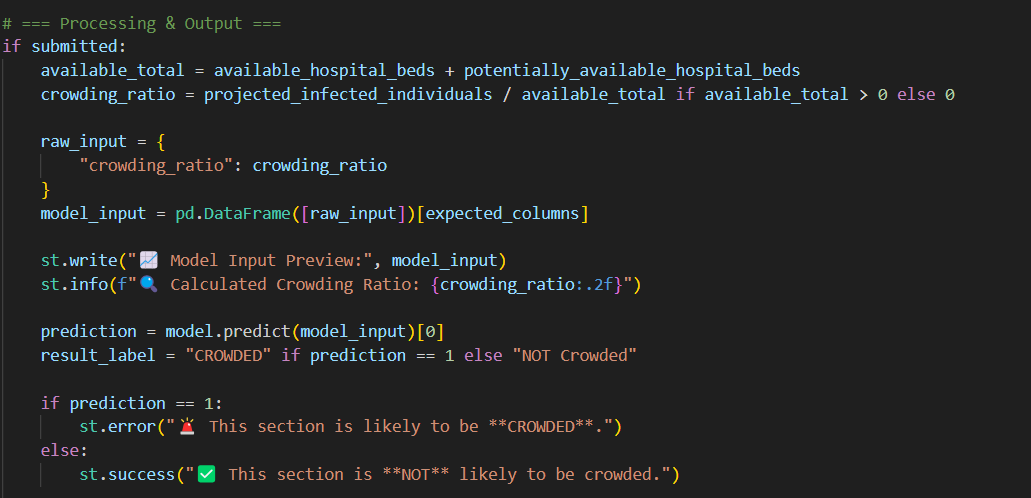 # === Processing & Output ===
if submitted:
    available_total = available_hospital_beds + potentially_available_hospital_beds
    crowding_ratio = projected_infected_individuals / available_total if available_total > 0 else 0

    raw_input = {
        "crowding_ratio": crowding_ratio
    }
    model_input = pd.DataFrame([raw_input])[expected_columns]

    st.write("📈 Model Input Preview:", model_input)
    st.info(f"🔍 Calculated Crowding Ratio: {crowding_ratio:.2f}")

    prediction = model.predict(model_input)[0]
    result_label = "CROWDED" if prediction == 1 else "NOT Crowded"

    if prediction == 1:
        st.error("🚨 This section is likely to be **CROWDED**.")
    else:
        st.success("✅ This section is **NOT** likely to be crowded.")